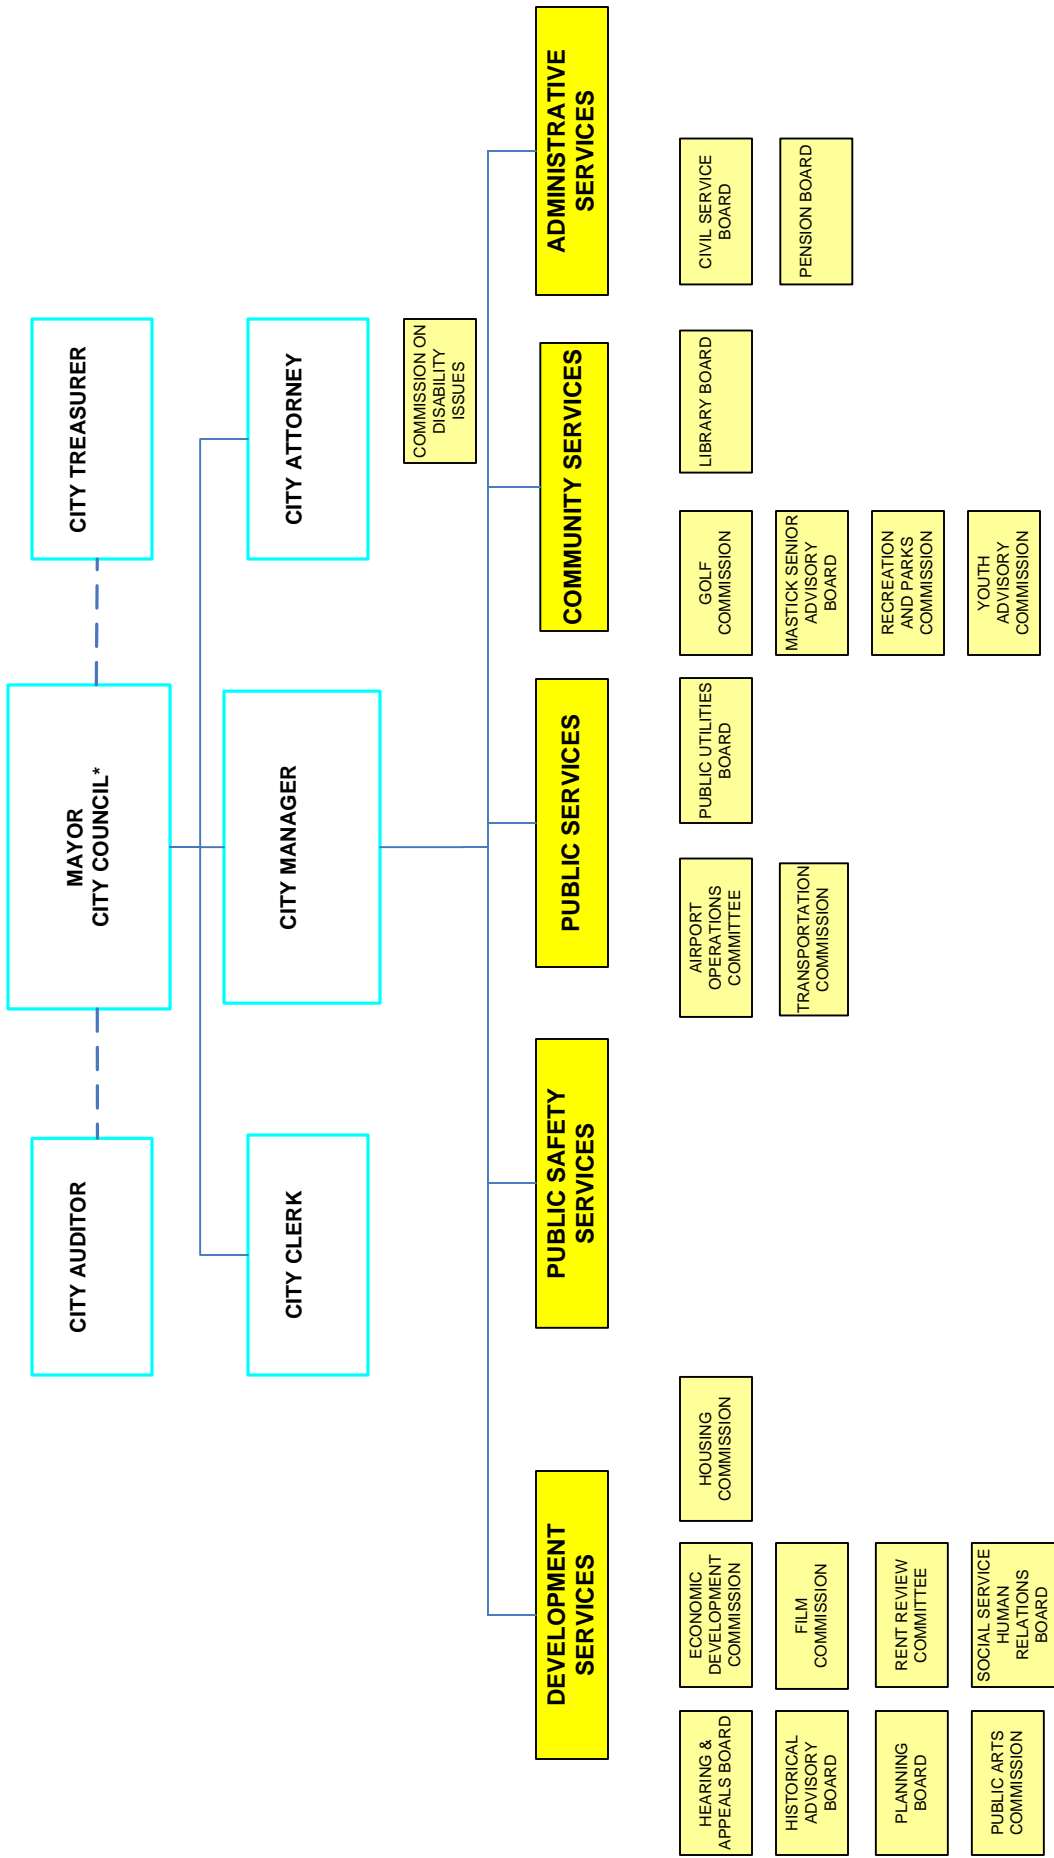 CITY AUDITOR
MAYOR
CITY COUNCIL*
CITY TREASURER
CITY CLERK
CITY MANAGER
CITY ATTORNEY
COMMISSION ON
DISABILITY
ISSUES
DEVELOPMENT
SERVICES
PUBLIC SAFETY
SERVICES
PUBLIC SERVICES
COMMUNITY SERVICES
ADMINISTRATIVE
SERVICES
HEARING &
APPEALS BOARD
HISTORICAL
ADVISORY
BOARD
PLANNING
BOARD
PUBLIC ARTS
COMMISSION
ECONOMIC
DEVELOPMENT
COMMISSION
FILM
COMMISSION
RENT REVIEW
COMMITTEE
SOCIAL SERVICE
HUMAN
RELATIONS
BOARD
HOUSING
COMMISSION
AIRPORT
OPERATIONS
COMMITTEE
TRANSPORTATION
COMMISSION
PUBLIC UTILITIES
BOARD
GOLF
COMMISSION
MASTICK SENIOR
ADVISORY
BOARD
RECREATION
AND PARKS
COMMISSION
YOUTH
ADVISORY
COMMISSION
LIBRARY BOARD
CIVIL SERVICE
BOARD
PENSION BOARD